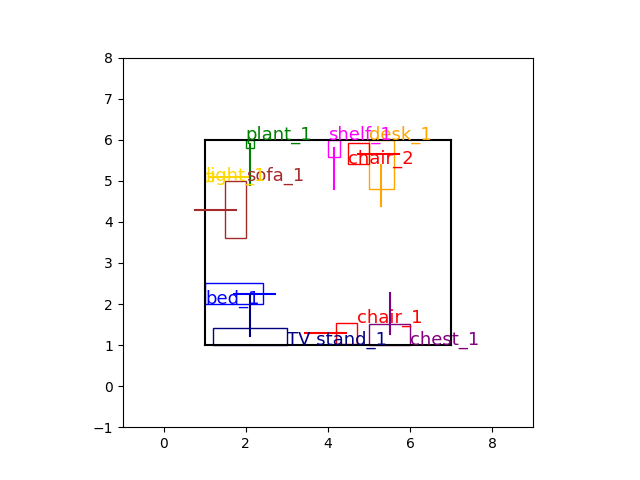 8
7
6
5
4
3
2
1
0
−1
plant_1
shelf_1
desk_1
chair_2
light_1
sofa_1
bed_1
chair_1
TV stand_1
chest_1
0
2
4
6
8